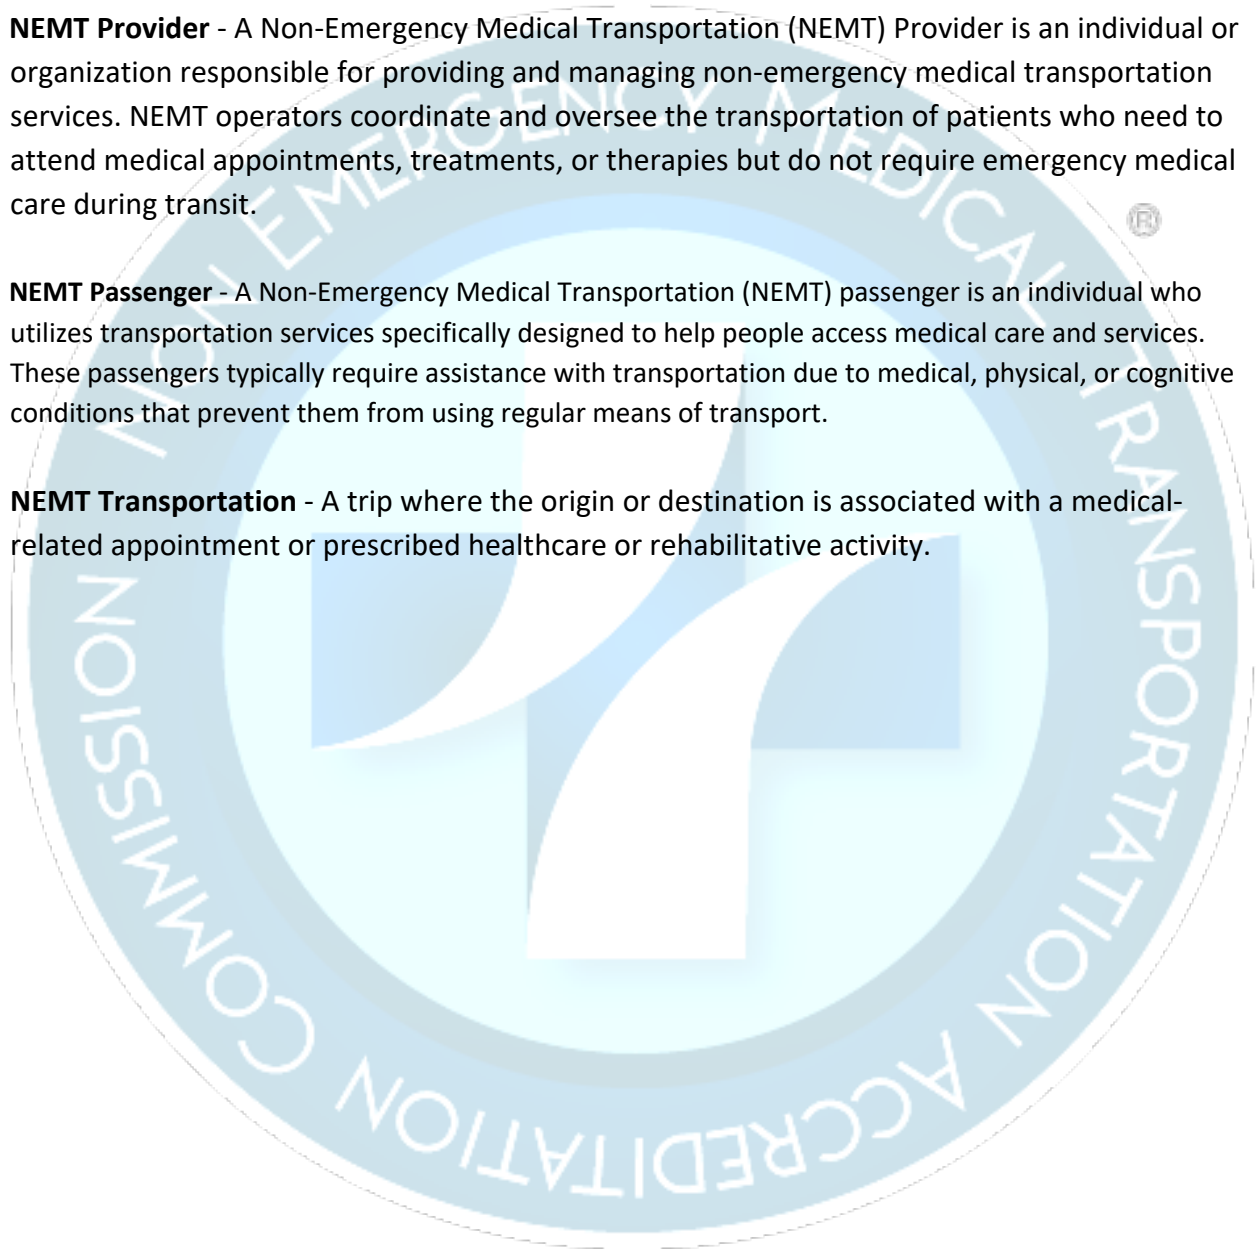 NEMT Provider - A Non-Emergency Medical Transportation (NEMT) Provider is an individual or
organization responsible for providing and managing non-emergency medical transportation
services. NEMT operators coordinate and oversee the transportation of patients who need to
attend medical appointments, treatments, or therapies but do not require emergency medical
care during transit.
NEMT Passenger - A Non-Emergency Medical Transportation (NEMT) passenger is an individual who
utilizes transportation services specifically designed to help people access medical care and services.
These passengers typically require assistance with transportation due to medical, physical, or cognitive
conditions that prevent them from using regular means of transport.
NEMT Transportation - A trip where the origin or destination is associated with a medical-
related appointment or prescribed healthcare or rehabilitative activity.
NON EMERGENCY MEDICAL TRANSPORTATION ACCREDITATION COMMISSION
®